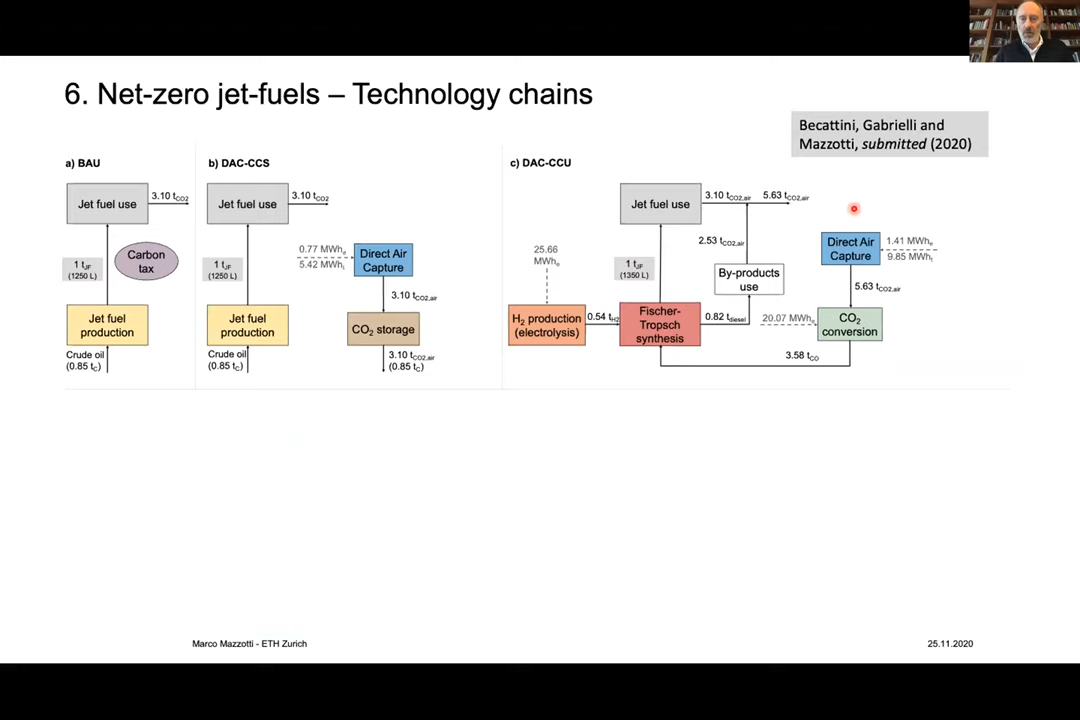 6. Net-zero jet-fuels – Technology chains
Becattini, Gabrielli and
Mazzotti, submitted (2020)
a) BAU
Jet fuel use
3.10 tCO2
1 tJF
(1250 L)
Carbon
tax
Jet fuel
production
Crude oil
(0.85 tC)
b) DAC-CCS
Jet fuel use
3.10 tCO2
1 tJF
(1250 L)
Jet fuel
production
Crude oil
(0.85 tC)
0.77 MWhe
5.42 MWht
Direct Air
Capture
3.10 tCO2,air
CO2 storage
3.10 tCO2,air
(0.85 tC)
c) DAC-CCU
Jet fuel use
3.10 tCO2,air
5.63 tCO2,air
2.53 tCO2,air
25.66
MWhe
1 tJF
(1350 L)
By-products
use
H2 production
(electrolysis)
0.54 tH2
Fischer-
Tropsch
synthesis
0.82 tdiesel
Direct Air
Capture
1.41 MWhe
9.85 MWht
5.63 tCO2,air
20.07 MWhe
CO2
conversion
3.58 tCO
Marco Mazzotti - ETH Zurich
25.11.2020